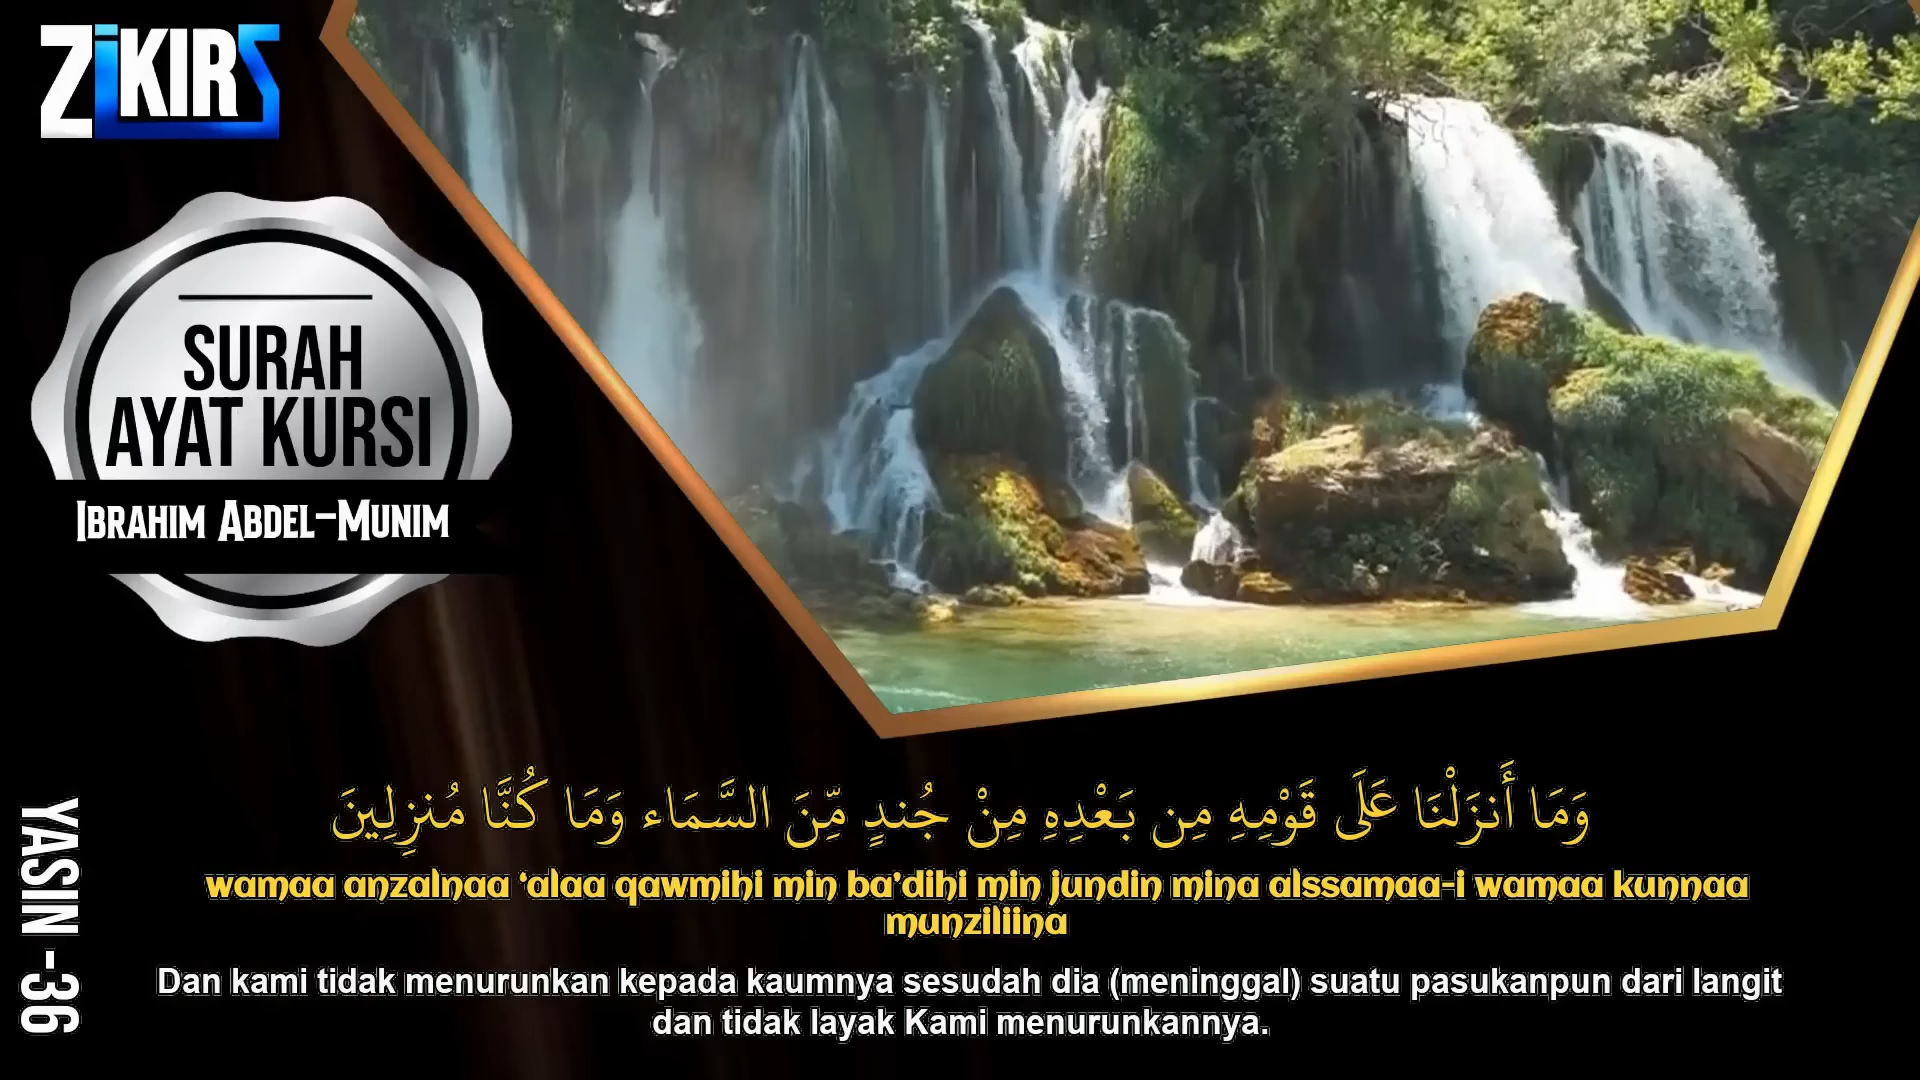 ZiKIRS
SURAH
AYAT KURSI
IBRAHIM ABDEL-MUNIM
YASIN -36
وَمَا أَنزَلْنَا عَلَى قَوْمِهِ مِن بَعْدِهِ مِنْ جُندٍ مِّنَ السَّمَاء وَمَا كُنَّا مُنزِلِينَ
wamaa anzalnaa ‘alaa qawmihi min ba’dihi min jundin mina alssamaa-i wamaa kunnaa
munziliina
Dan kami tidak menurunkan kepada kaumnya sesudah dia (meninggal) suatu pasukanpun dari langit
dan tidak layak Kami menurunkannya.